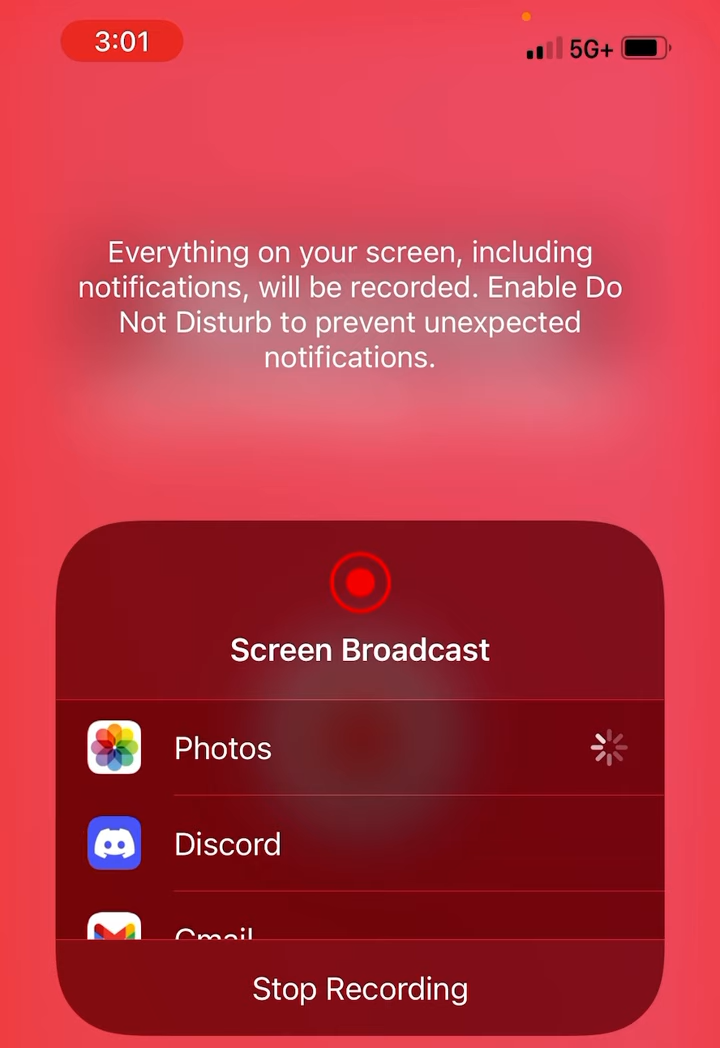 3:01
5G+
Everything on your screen, including
notifications, will be recorded. Enable Do
Not Disturb to prevent unexpected
notifications.
Screen Broadcast
Photos
Discord
Gmail
Stop Recording